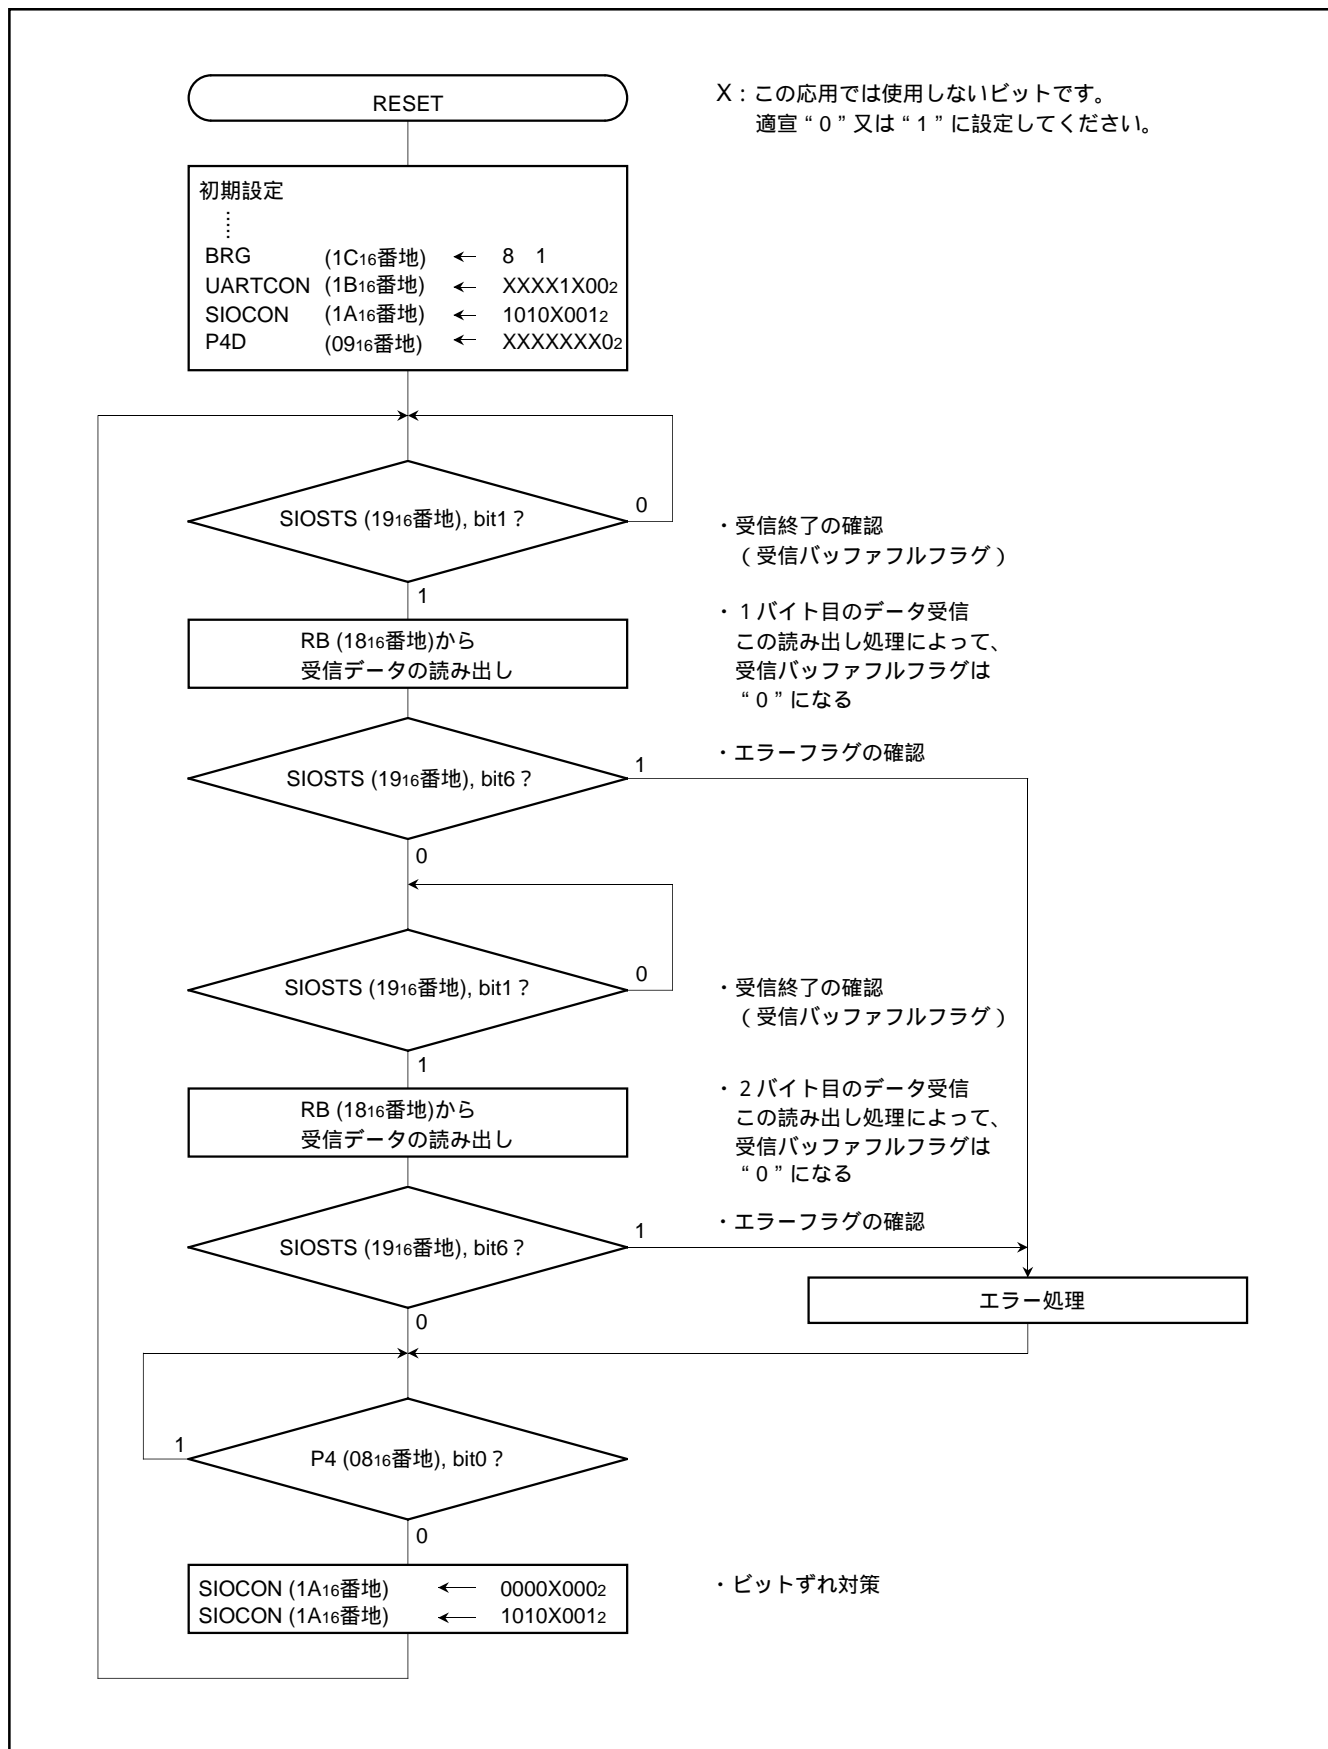 RESET
X：この応用では使用しないビットです。
適宜“0”又は“1”に設定してください。
初期設定
⋮
BRG (1C16番地) ← 8 1
UARTCON (1B16番地) ← XXXX1X002
SIOCON (1A16番地) ← 1010X0012
P4D (0916番地) ← XXXXXXX02
0
SIOSTS (1916番地), bit1？
・受信終了の確認
（受信バッファフルフラグ）
1
RB (1816番地)から
受信データの読み出し
・1バイト目のデータ受信
この読み出し処理によって、
受信バッファフルフラグは
“0”になる
SIOSTS (1916番地), bit6？
1
・エラーフラグの確認
0
SIOSTS (1916番地), bit1？
0
・受信終了の確認
（受信バッファフルフラグ）
1
RB (1816番地)から
受信データの読み出し
・2バイト目のデータ受信
この読み出し処理によって、
受信バッファフルフラグは
“0”になる
SIOSTS (1916番地), bit6？
1
・エラーフラグの確認
エラー処理
0
1
P4 (0816番地), bit0？
0
SIOCON (1A16番地) ← 0000X0002
SIOCON (1A16番地) ← 1010X0012
・ビットずれ対策